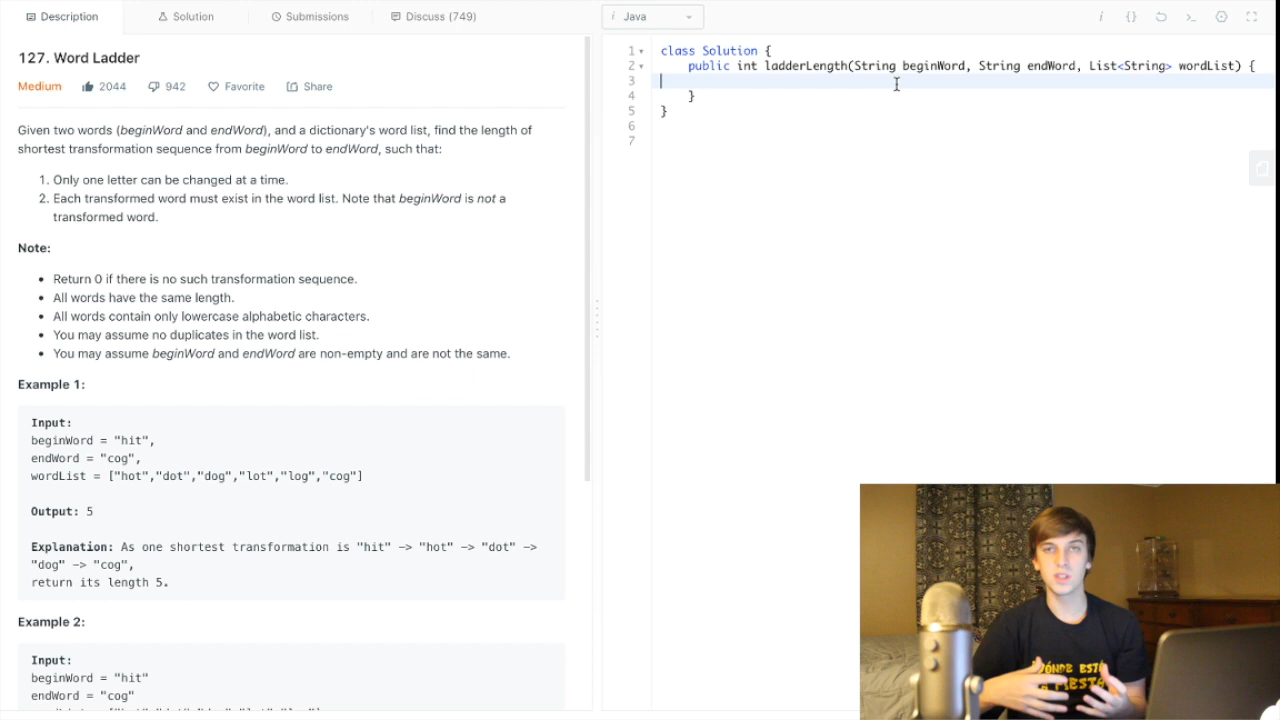 Description
Solution
Submissions
Discuss (749)
i Java
i {}
127. Word Ladder
Medium 2044 942 Favorite Share
Given two words (beginWord and endWord), and a dictionary's word list, find the length of
shortest transformation sequence from beginWord to endWord, such that:
1. Only one letter can be changed at a time.
2. Each transformed word must exist in the word list. Note that beginWord is not a
transformed word.
Note:
• Return 0 if there is no such transformation sequence.
• All words have the same length.
• All words contain only lowercase alphabetic characters.
• You may assume no duplicates in the word list.
• You may assume beginWord and endWord are non-empty and are not the same.
Example 1:
Input:
beginWord = "hit",
endWord = "cog",
wordList = ["hot","dot","dog","lot","log","cog"]
Output: 5
Explanation: As one shortest transformation is "hit" -> "hot" -> "dot" ->
"dog" -> "cog",
return its length 5.
Example 2:
Input:
beginWord = "hit"
endWord = "cog"
1 class Solution {
2 public int ladderLength(String beginWord, String endWord, List<String> wordList) {
3
4 }
5 }
6
7